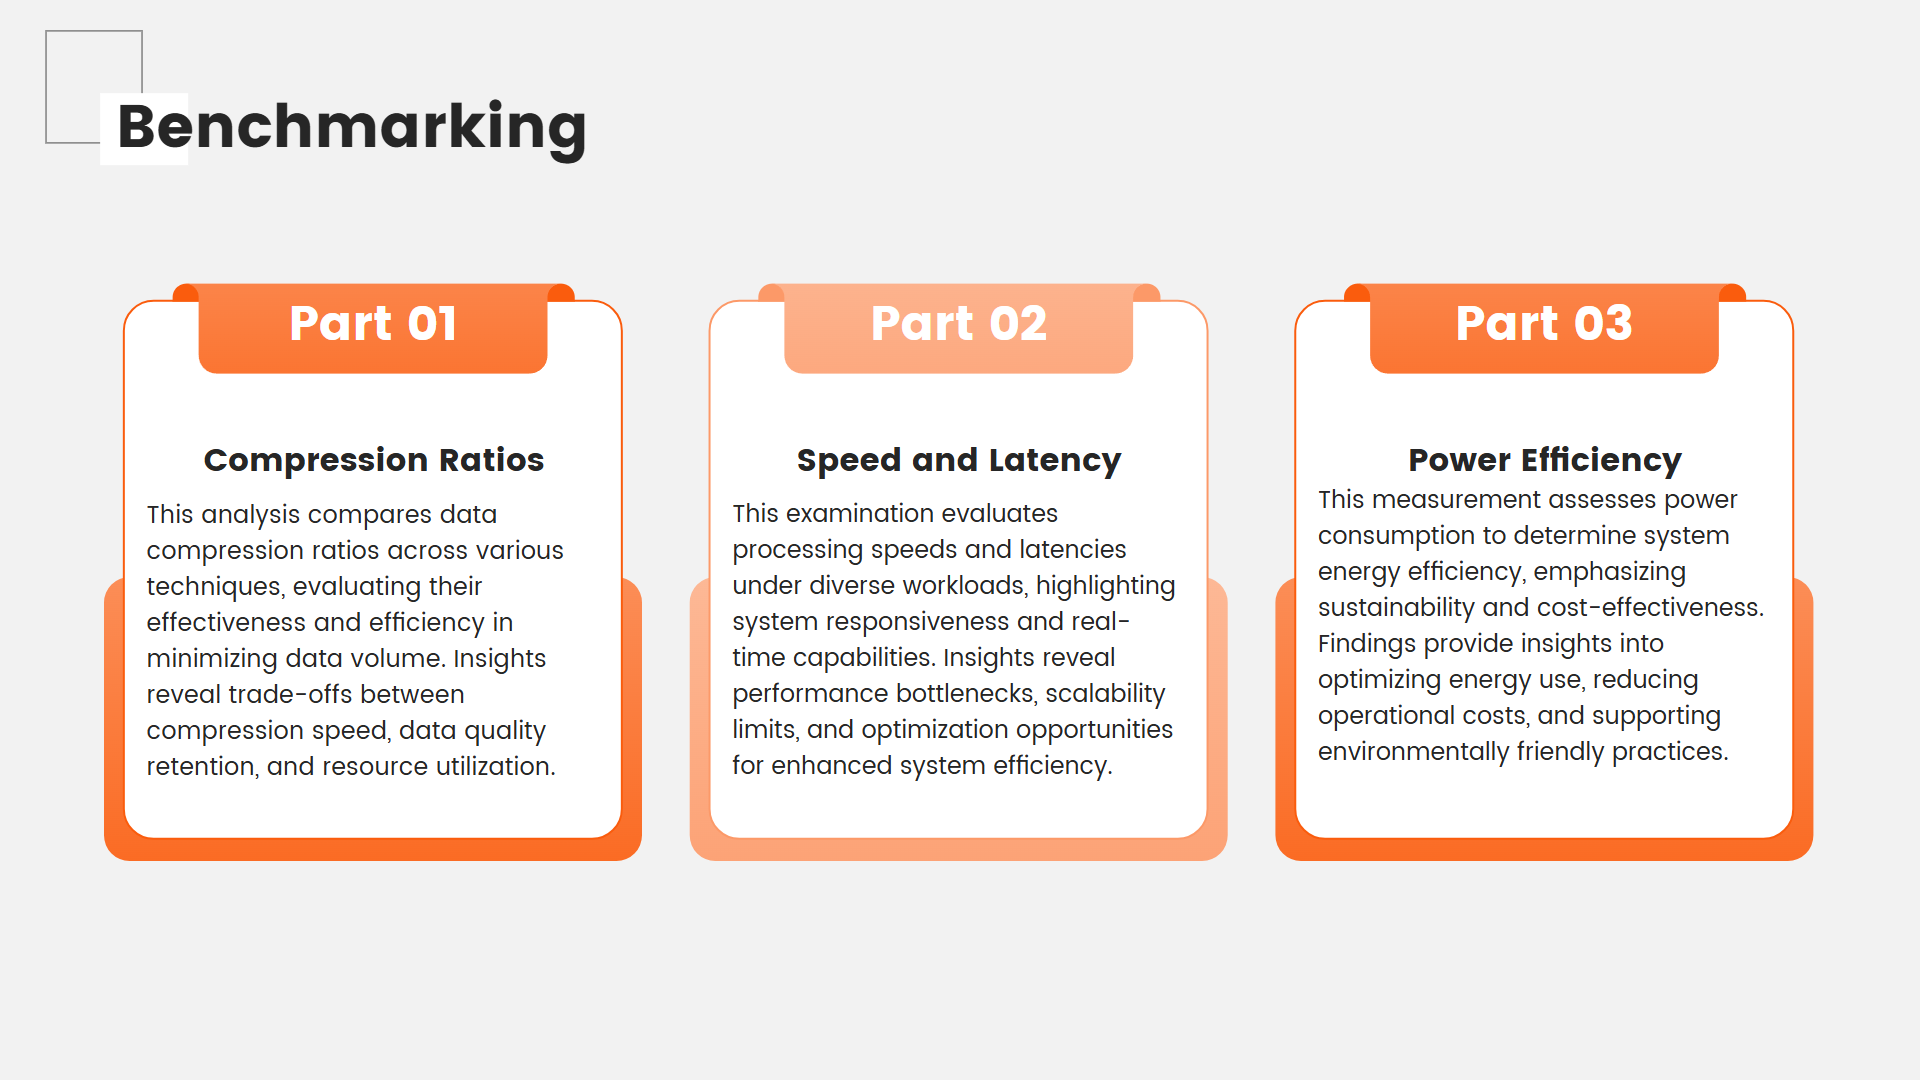 Benchmarking
Part 01
Compression Ratios
This analysis compares data
compression ratios across various
techniques, evaluating their
effectiveness and efficiency in
minimizing data volume. Insights
reveal trade-offs between
compression speed, data quality
retention, and resource utilization.
Part 02
Speed and Latency
This examination evaluates
processing speeds and latencies
under diverse workloads, highlighting
system responsiveness and real-
time capabilities. Insights reveal
performance bottlenecks, scalability
limits, and optimization opportunities
for enhanced system efficiency.
Part 03
Power Efficiency
This measurement assesses power
consumption to determine system
energy efficiency, emphasizing
sustainability and cost-effectiveness.
Findings provide insights into
optimizing energy use, reducing
operational costs, and supporting
environmentally friendly practices.